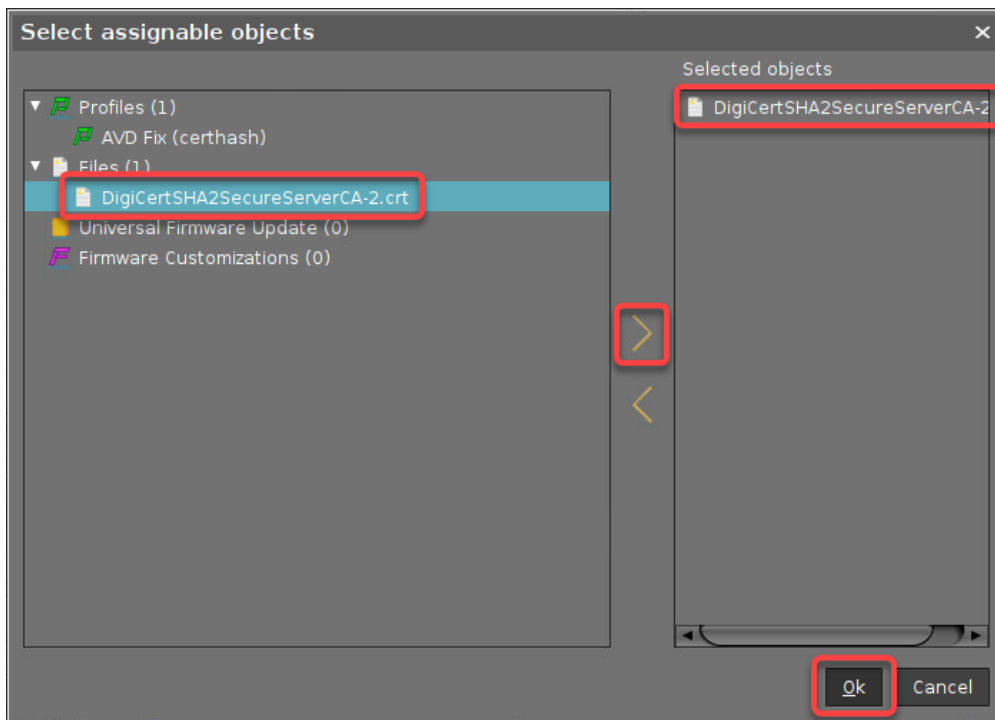 Select assignable objects
Selected objects
Profiles (1)
AVD Fix (certhash)
Files (1)
DigiCertSHA2SecureServerCA-2.crt
Universal Firmware Update (0)
Firmware Customizations (0)
DigiCertSHA2SecureServerCA-2
Ok
Cancel